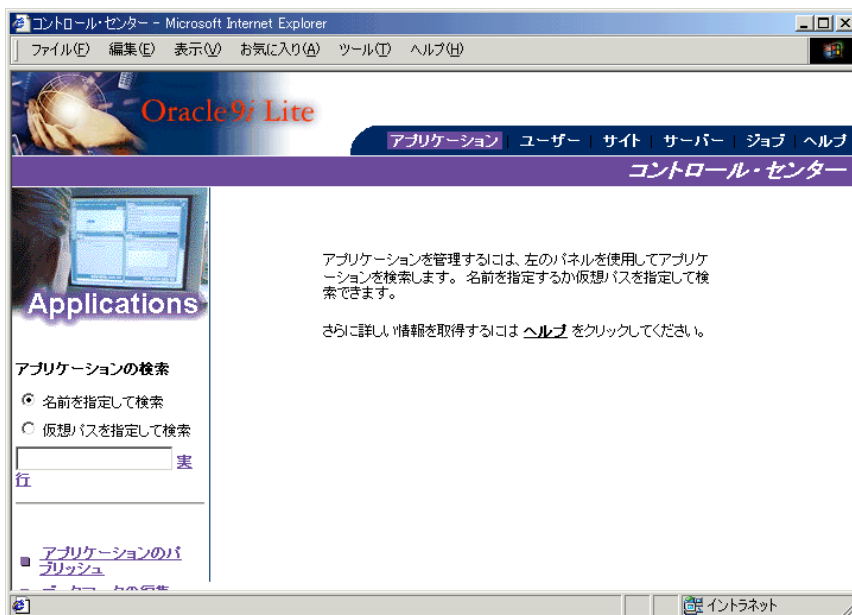 コントロール・センター - Microsoft Internet Explorer
ファイル(F) 編集(E) 表示(V) お気に入り(A) ツール(T) ヘルプ(H)
Oracle9i Lite
アプリケーション ユーザー サイト サーバー ジョブ ヘルプ
コントロール・センター
Applications
アプリケーションを管理するには、左のパネルを使用してアプリケ
ーションを検索します。 名前を指定するか仮想パスを指定して検
索できます。
さらに詳しい情報を取得するには ヘルプ をクリックしてください。
アプリケーションの検索
名前を指定して検索
仮想パスを指定して検索
実
行
アプリケーションのパ
ブリッシュ
イントラネット